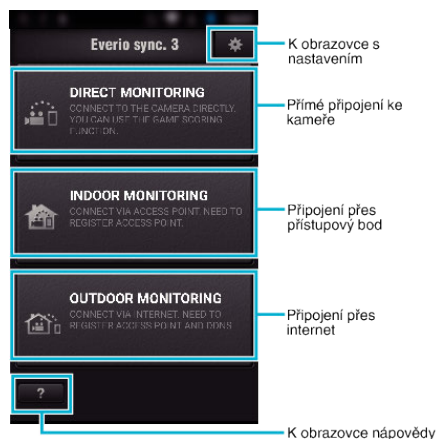 Everio sync. 3
K obrazovce s
nastavením
DIRECT MONITORING
CONNECT TO THE CAMERA DIRECTLY.
YOU CAN USE THE GAME SCORING
FUNCTION.
Přímé připojení ke
kameře
INDOOR MONITORING
CONNECT VIA ACCESS POINT. NEED TO
REGISTER ACCESS POINT.
Připojení přes
přístupový bod
OUTDOOR MONITORING
CONNECT VIA INTERNET. NEED TO
REGISTER ACCESS POINT AND DDNS
Připojení přes
internet
?
K obrazovce nápovědy